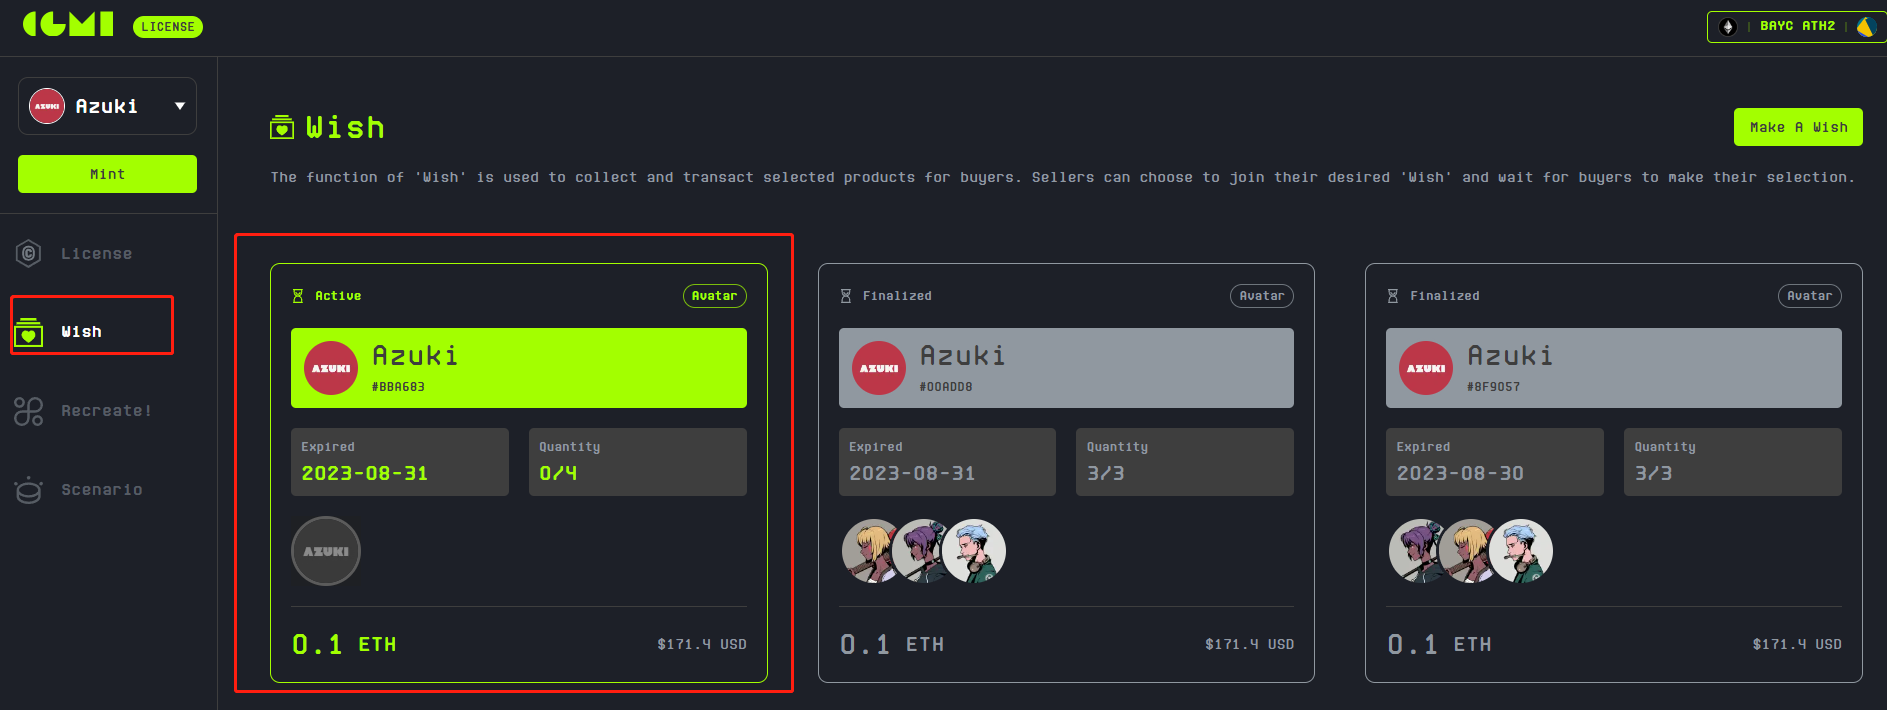 IGMI
LICENSE
BAYC ATH2
AZUKI
Azuki
Mint
License
Wish
Recreate!
Scenario
Wish
Make A Wish
The function of 'Wish' is used to collect and transact selected products for buyers. Sellers can choose to join their desired 'Wish' and wait for buyers to make their selection.
Active
Avatar
AZUKI
Azuki
#BBA683
Expired
2023-08-31
Quantity
0/4
AZUKI
0.1 ETH
$171.4 USD
Finalized
Avatar
AZUKI
Azuki
#00ADD8
Expired
2023-08-31
Quantity
3/3
0.1 ETH
$171.4 USD
Finalized
Avatar
AZUKI
Azuki
#8F9057
Expired
2023-08-30
Quantity
3/3
0.1 ETH
$171.4 USD